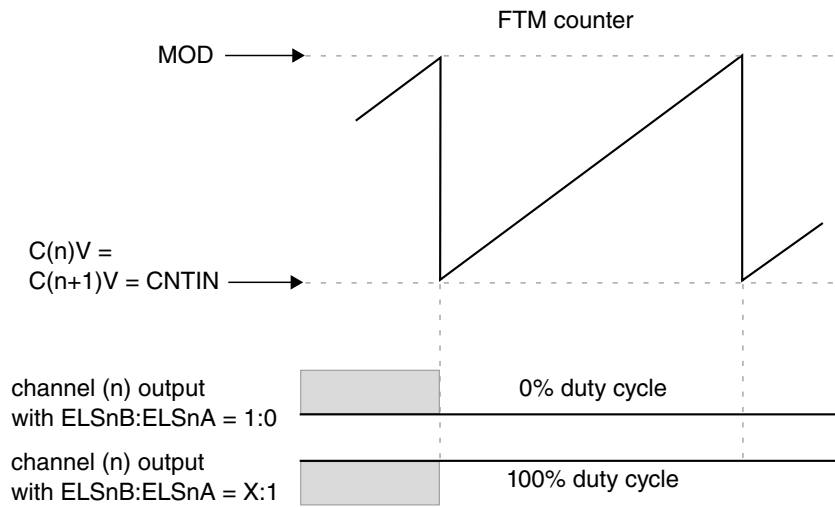 FTM counter
MOD
C(n)V =
C(n+1)V = CNTIN
channel (n) output
with ELSnB:ELSnA = 1:0
0% duty cycle
channel (n) output
with ELSnB:ELSnA = X:1
100% duty cycle